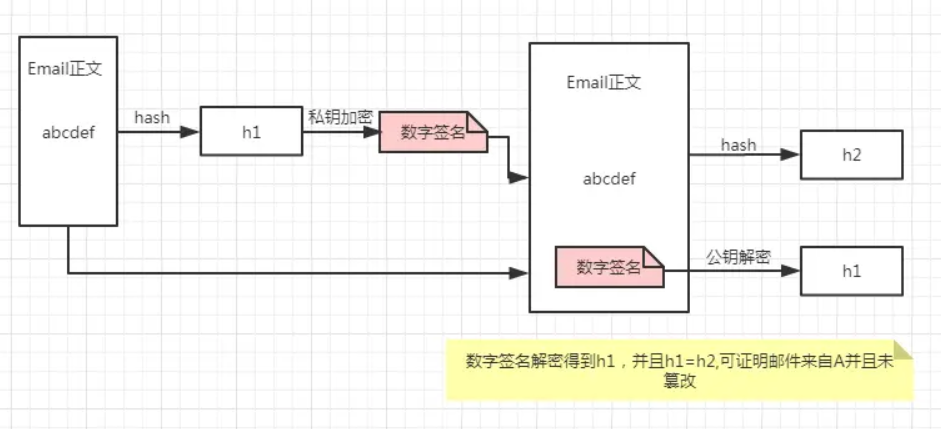 Email正文
abcdef
hash
h1
私钥加密
数字签名
Email正文
abcdef
数字签名
hash
h2
公钥解密
h1
数字签名解密得到h1，并且h1=h2,可证明邮件来自A并且未
篡改